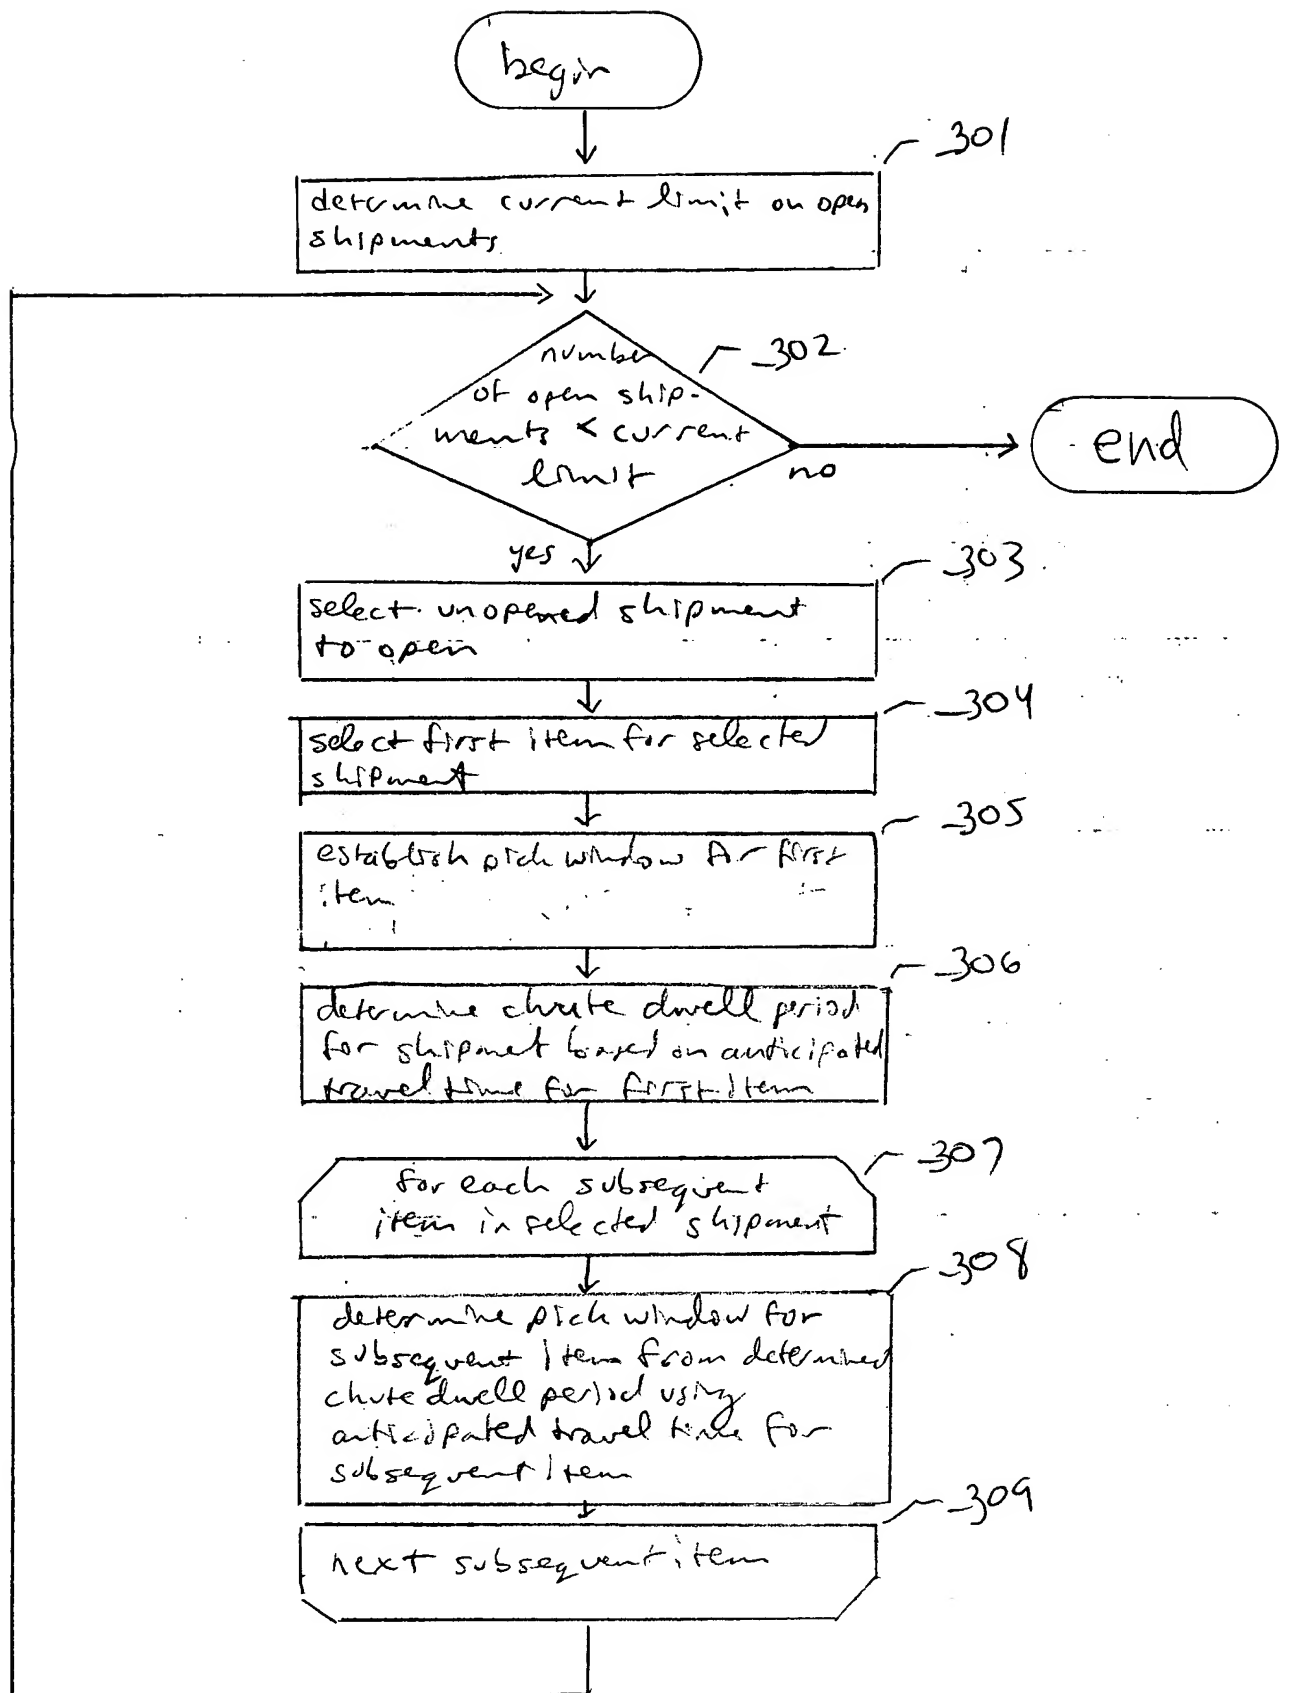 begin
301
determine current limit on open
shipments
302
number
of open ship-
ments < current
limit
no
end
yes
303
select unopened shipment
to open
304
select first item for selected
shipment
305
establish pick window for first
item
306
determine chute dwell period
for shipmet based on anticipated
travel time for first item
307
for each subsequent
item in selected shipment
308
determine pick window for
subsequent item from determined
chute dwell period using
anticipated travel time for
subsequent item
309
next subsequent item